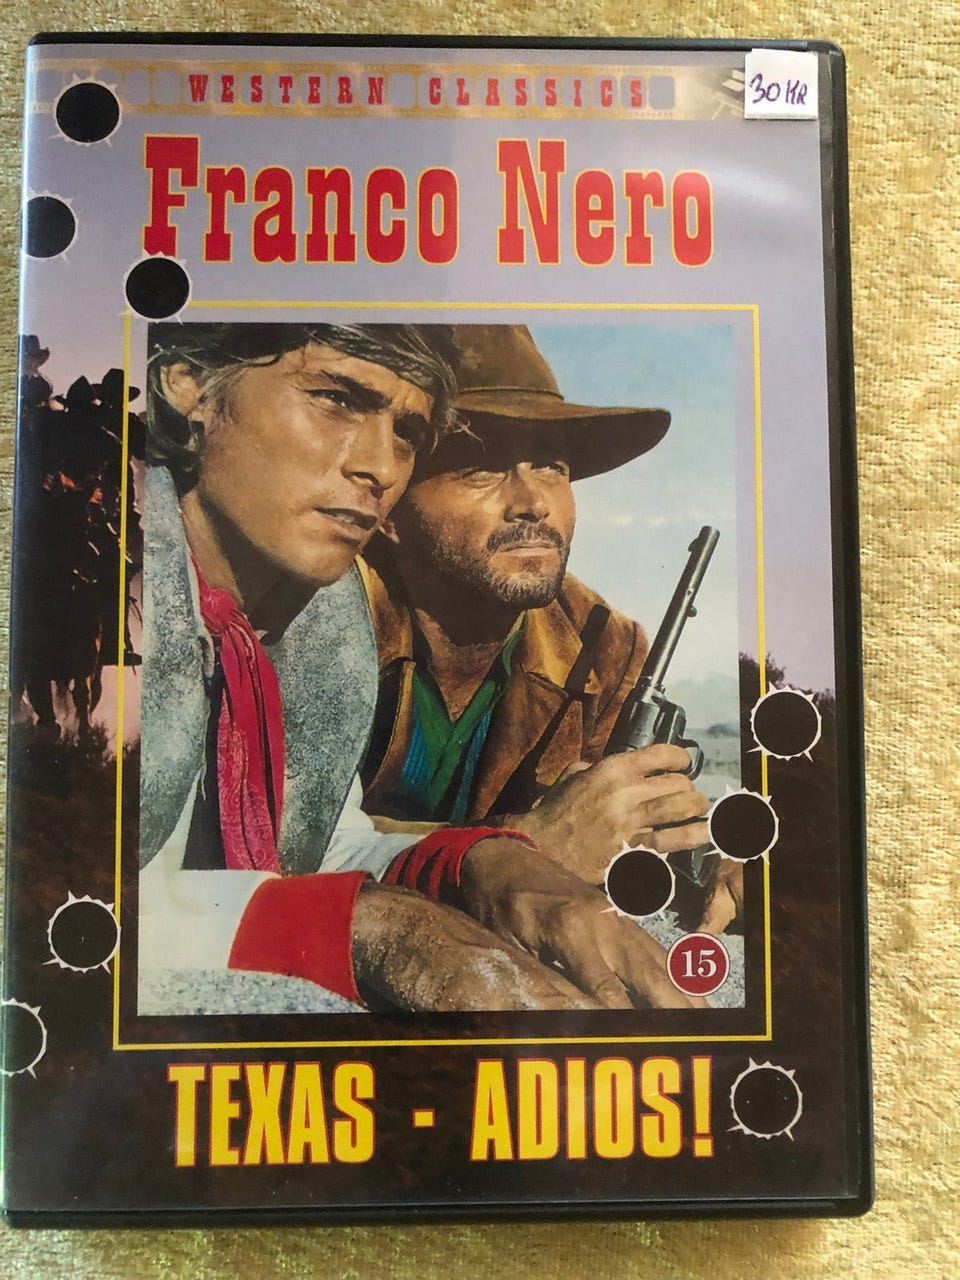 WESTERN CLASSICS
30 KR
Franco Nero
15
TEXAS - ADIOS!